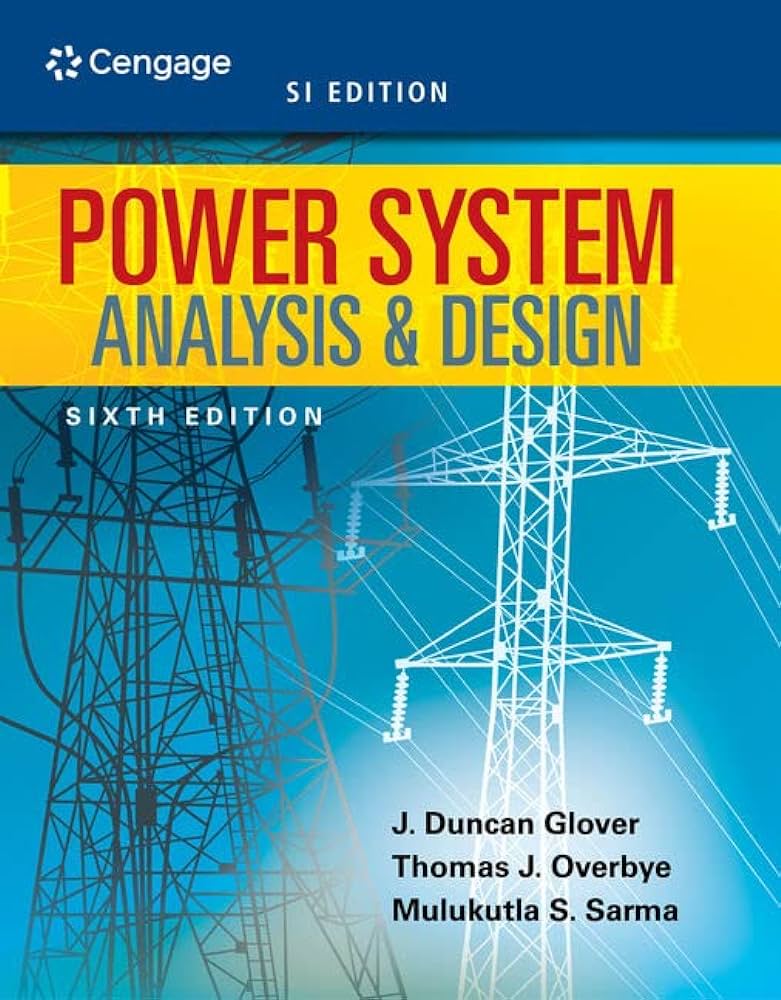 Cengage
SI EDITION
POWER SYSTEM
ANALYSIS & DESIGN
SIXTH EDITION
J. Duncan Glover
Thomas J. Overbye
Mulukutla S. Sarma